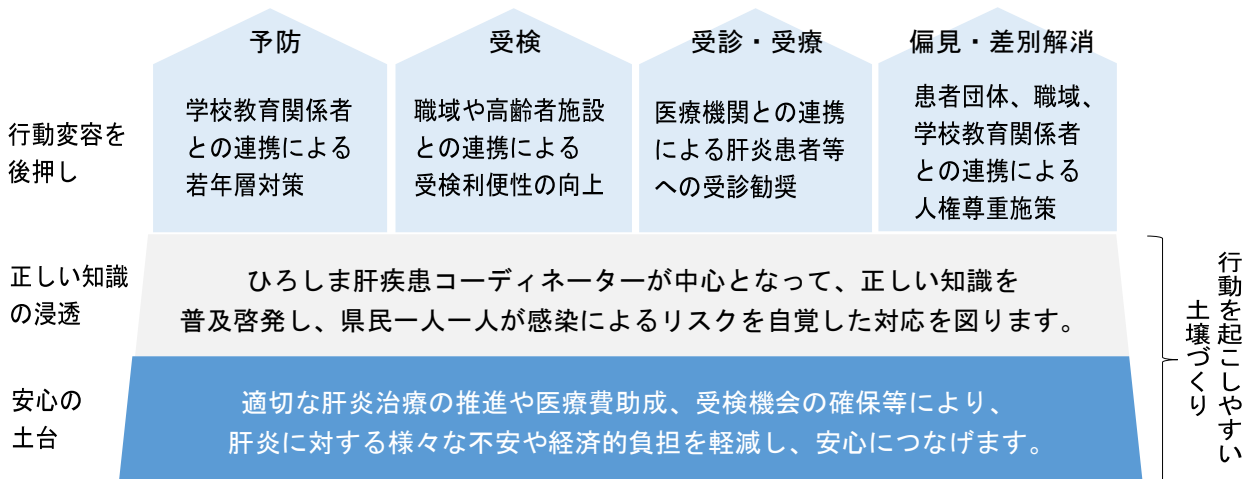 予防
受検
受診・受療
偏見・差別解消
行動変容を
後押し
学校教育関係者
との連携による
若年層対策
職域や高齢者施設
との連携による
受検利便性の向上
医療機関との連携
による肝炎患者等
への受診勧奨
患者団体、職域、
学校教育関係者
との連携による
人権尊重施策
正しい知識
の浸透
ひろしま肝疾患コーディネーターが中心となって、正しい知識を
普及啓発し、県民一人一人が感染によるリスクを自覚した対応を図ります。
安心の
土台
適切な肝炎治療の推進や医療費助成、受検機会の確保等により、
肝炎に対する様々な不安や経済的負担を軽減し、安心につなげます。
行動を起こしやすい
土壌づくり